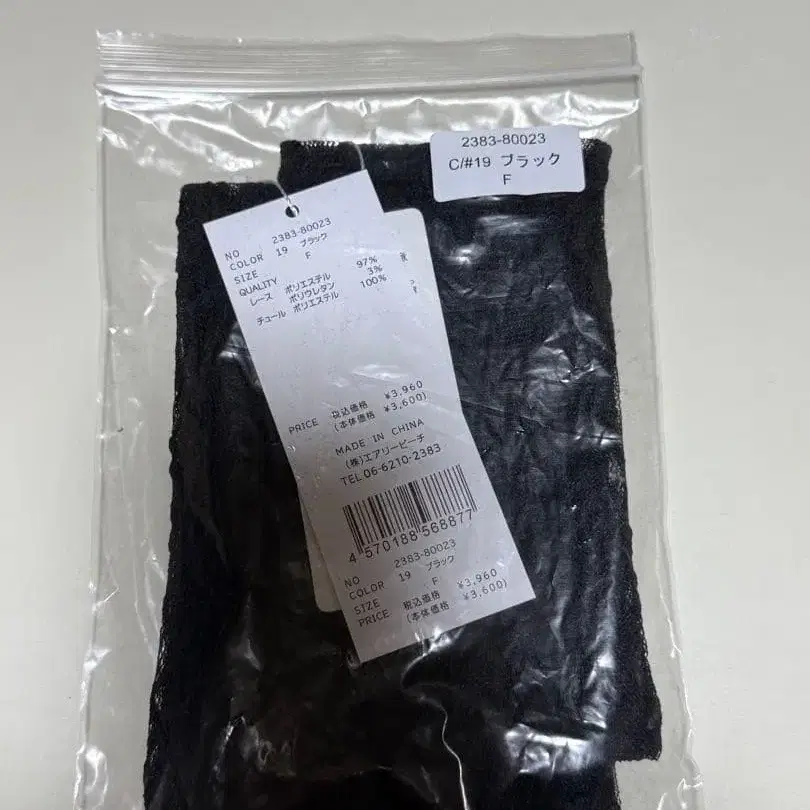 2383-80023
C/#19 ブラック
F
NO 2383-80023
COLOR 19 ブラック
SIZE F
QUALITY
レース ポリエステル 97%
ポリウレタン 3%
チュール ポリエステル 100%
PRICE 税込価格 ¥3,960
(本体価格 ¥3,600)
MADE IN CHINA
(株)エアリーピーチ
TEL 06-6210-2383
4 570188 568877
NO 2383-80023
COLOR 19 ブラック
SIZE F
PRICE 税込価格 ¥3,960
(本体価格 ¥3,600)